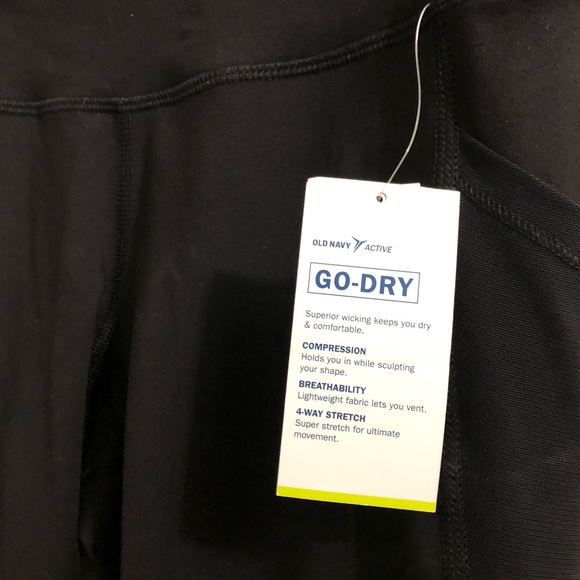 OLD NAVY ACTIVE
GO-DRY
Superior wicking keeps you dry
& comfortable.
COMPRESSION
Holds you in while sculpting
your shape.
BREATHABILITY
Lightweight fabric lets you vent.
4-WAY STRETCH
Super stretch for ultimate
movement.